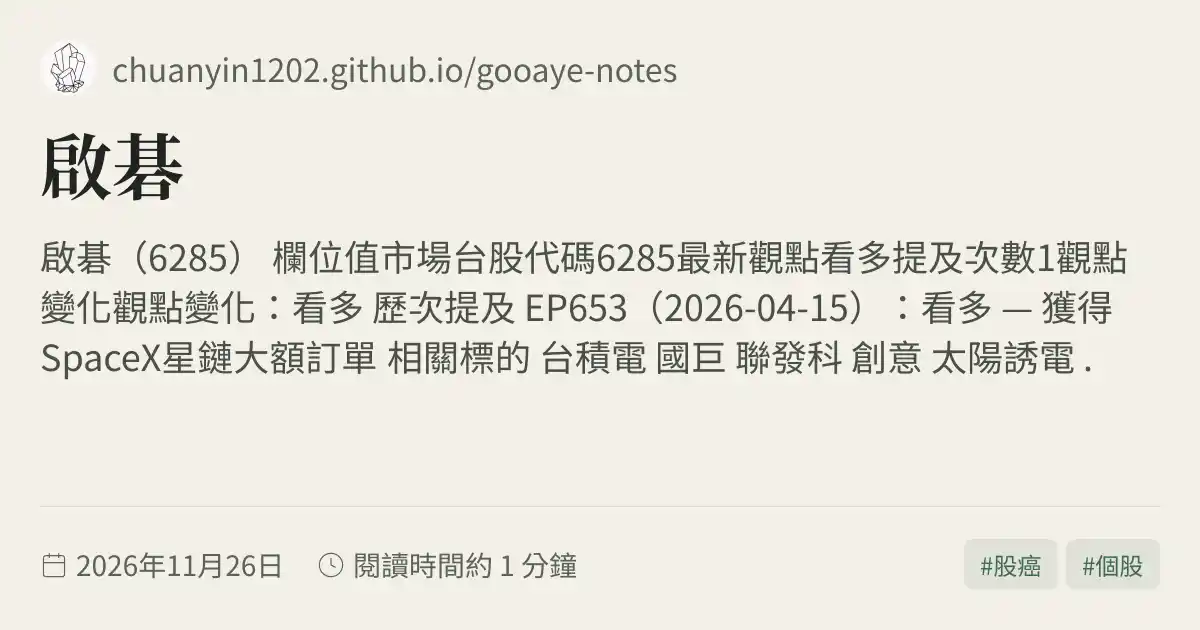 chuanyin1202.github.io/gooaye-notes
啟碁
啟碁（6285） 欄位值市場台股代碼6285最新觀點看多提及次數1觀點
變化觀點變化：看多 歷次提及 EP653（2026-04-15）：看多 — 獲得
SpaceX星鏈大額訂單 相關標的 台積電 國巨 聯發科 創意 太陽誘電 .
2026年11月26日 閱讀時間約 1 分鐘 #股癌 #個股